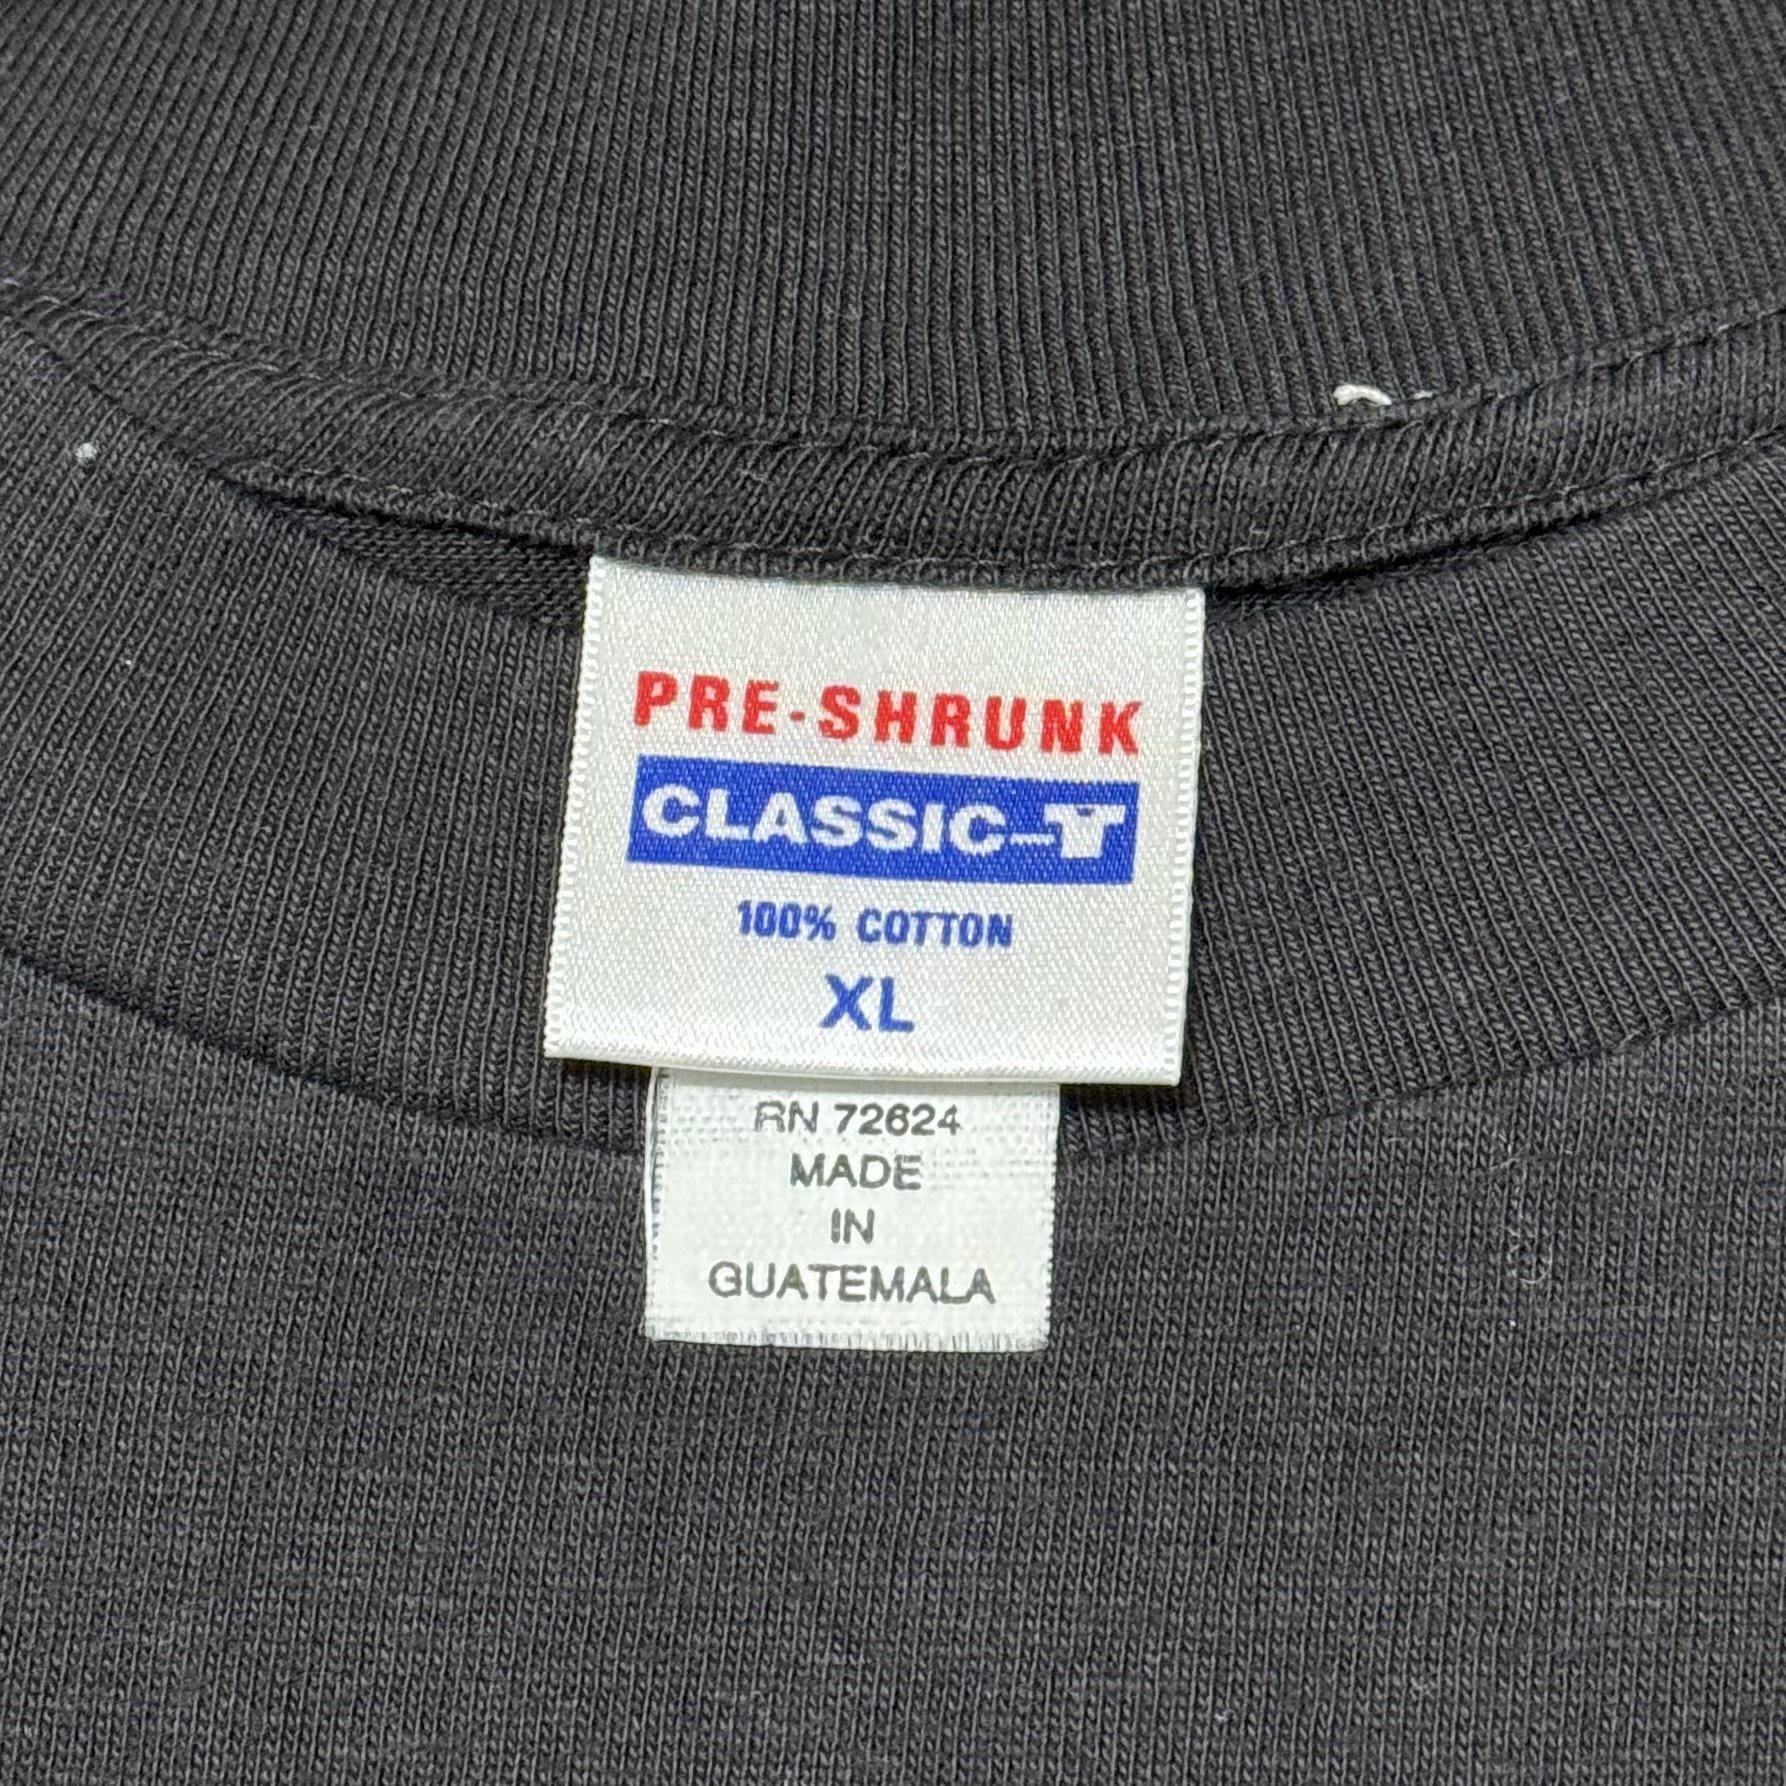 PRE-SHRUNK
CLASSIC-T
100% COTTON
XL
RN 72624
MADE
IN
GUATEMALA